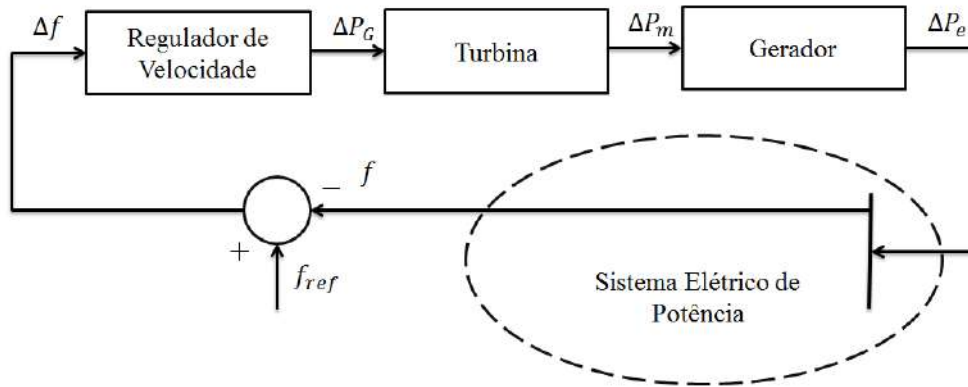 Δf
Regulador de
Velocidade
ΔP_G
Turbina
ΔP_m
Gerador
ΔP_e
− f
+
f_ref
Sistema Elétrico de
Potência